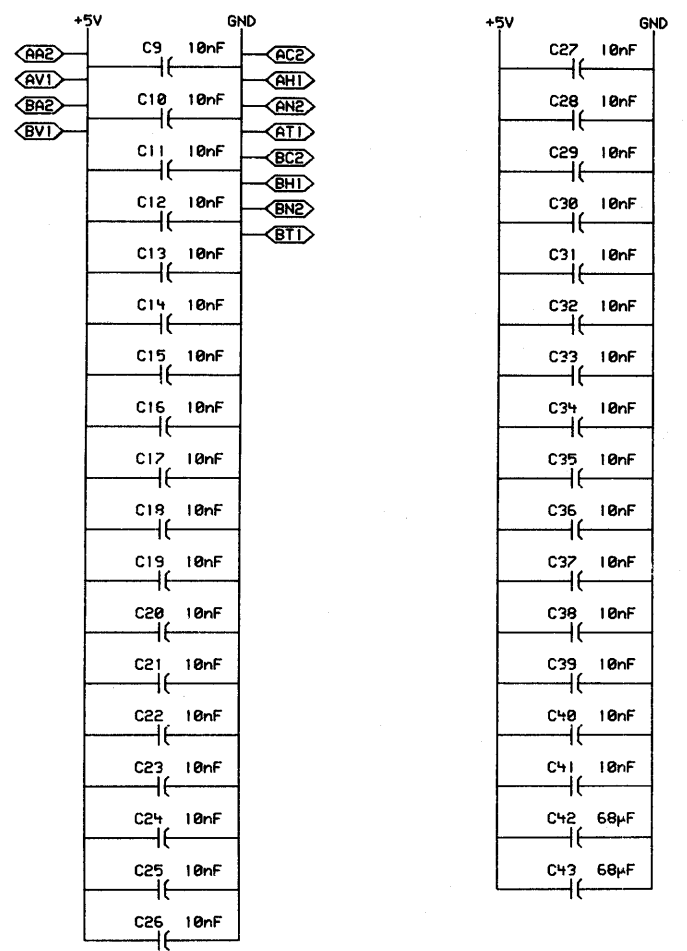 +5V GND
AA2 C9 10nF AC2
AV1 AH1
BA2 C10 10nF AN2
BV1 AT1
C11 10nF BC2
BH1
C12 10nF BN2
BT1
C13 10nF
C14 10nF
C15 10nF
C16 10nF
C17 10nF
C18 10nF
C19 10nF
C20 10nF
C21 10nF
C22 10nF
C23 10nF
C24 10nF
C25 10nF
C26 10nF
+5V GND
C27 10nF
C28 10nF
C29 10nF
C30 10nF
C31 10nF
C32 10nF
C33 10nF
C34 10nF
C35 10nF
C36 10nF
C37 10nF
C38 10nF
C39 10nF
C40 10nF
C41 10nF
C42 68µF
C43 68µF